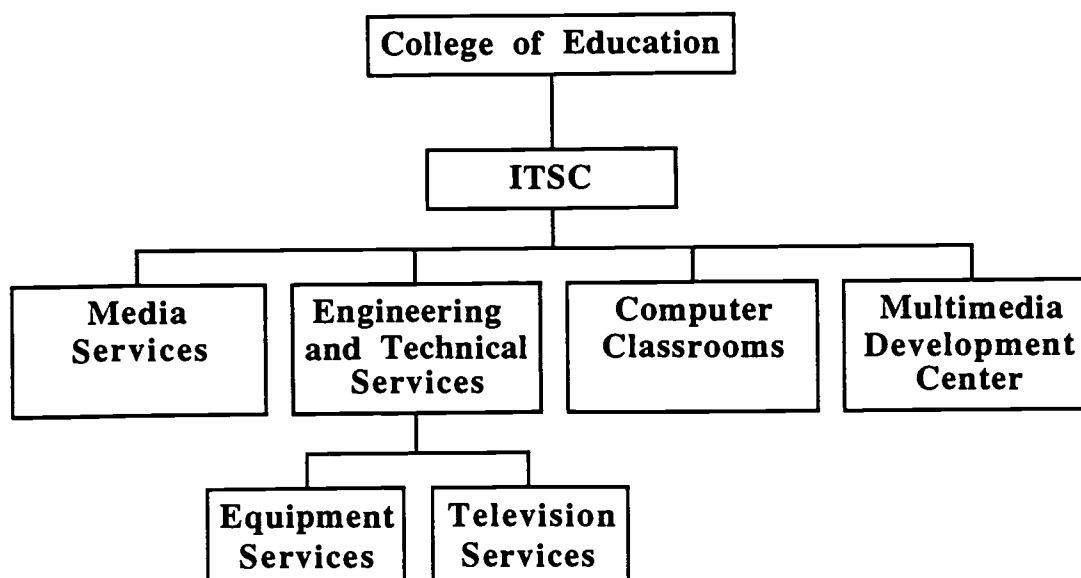 College of Education
ITSC
Media
Services
Engineering
and Technical
Services
Computer
Classrooms
Multimedia
Development
Center
Equipment
Services
Television
Services